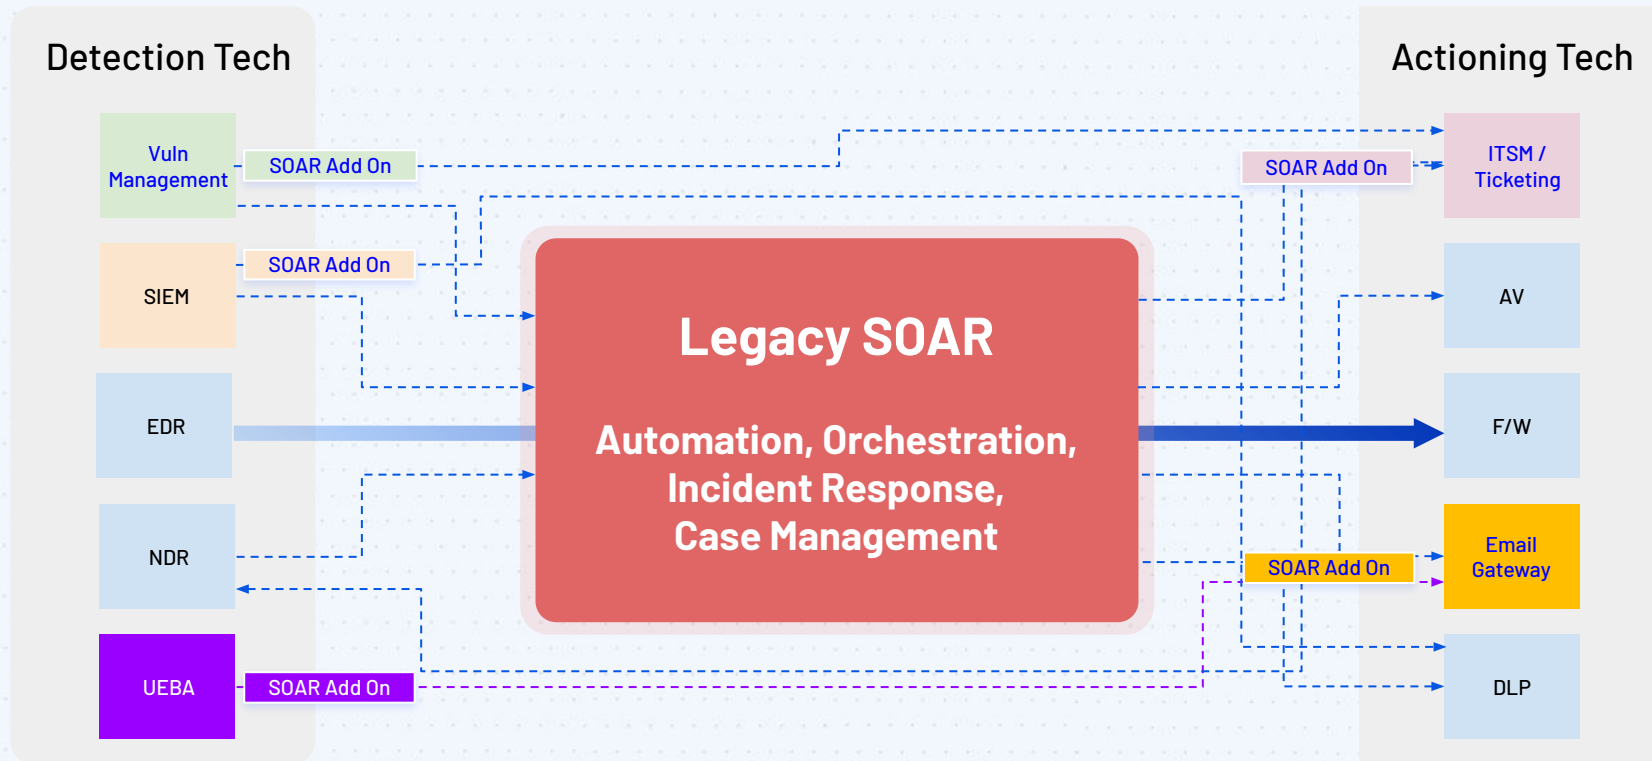 Detection Tech
Vuln
Management
SOAR Add On
SIEM
SOAR Add On
EDR
NDR
UEBA
SOAR Add On
Legacy SOAR
Automation, Orchestration,
Incident Response,
Case Management
Actioning Tech
SOAR Add On
ITSM /
Ticketing
AV
F/W
SOAR Add On
Email
Gateway
DLP